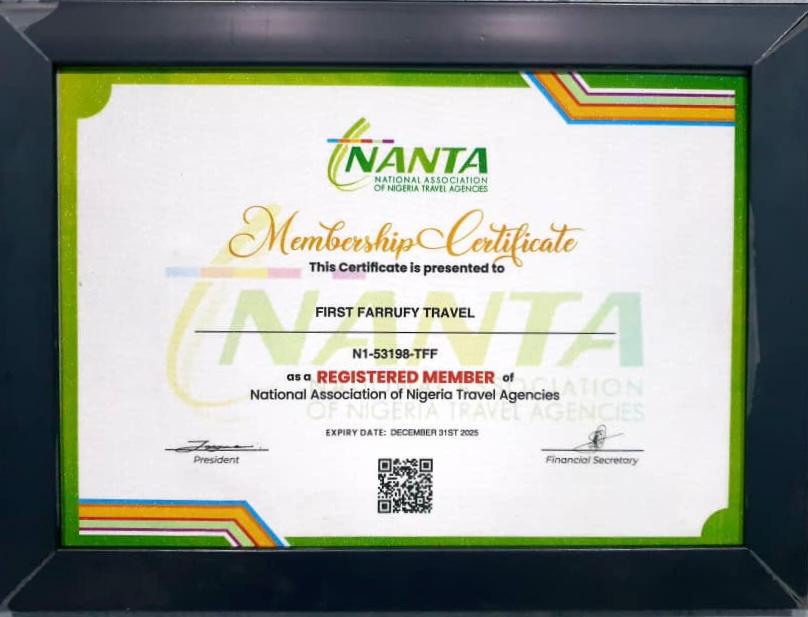 NANTA
NATIONAL ASSOCIATION
OF NIGERIA TRAVEL AGENCIES
Membership Certificate
This Certificate is presented to
NANTA
FIRST FARRUFY TRAVEL
N1-53198-TFF
as a REGISTERED MEMBER of
National Association of Nigeria Travel Agencies
OF NIGERIA TRAVEL AGENCIES
EXPIRY DATE: DECEMBER 31ST 2025
President
Financial Secretary